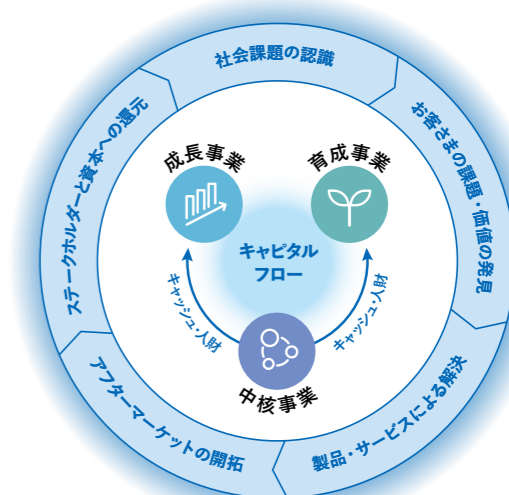 社会課題の認識
お客さまの課題・価値の発見
製品・サービスによる解決
アフターマーケットの開拓
ステークホルダーと資本への還元
成長事業
育成事業
キャピタル
フロー
キャッシュ・人財
キャッシュ・人財
中核事業